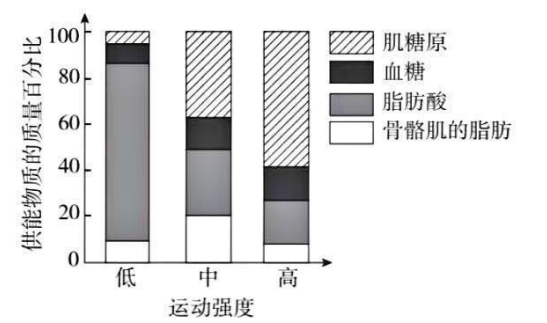 供能物质的质量百分比
100
80
60
40
20
0
低 中 高
运动强度
肌糖原
血糖
脂肪酸
骨骼肌的脂肪